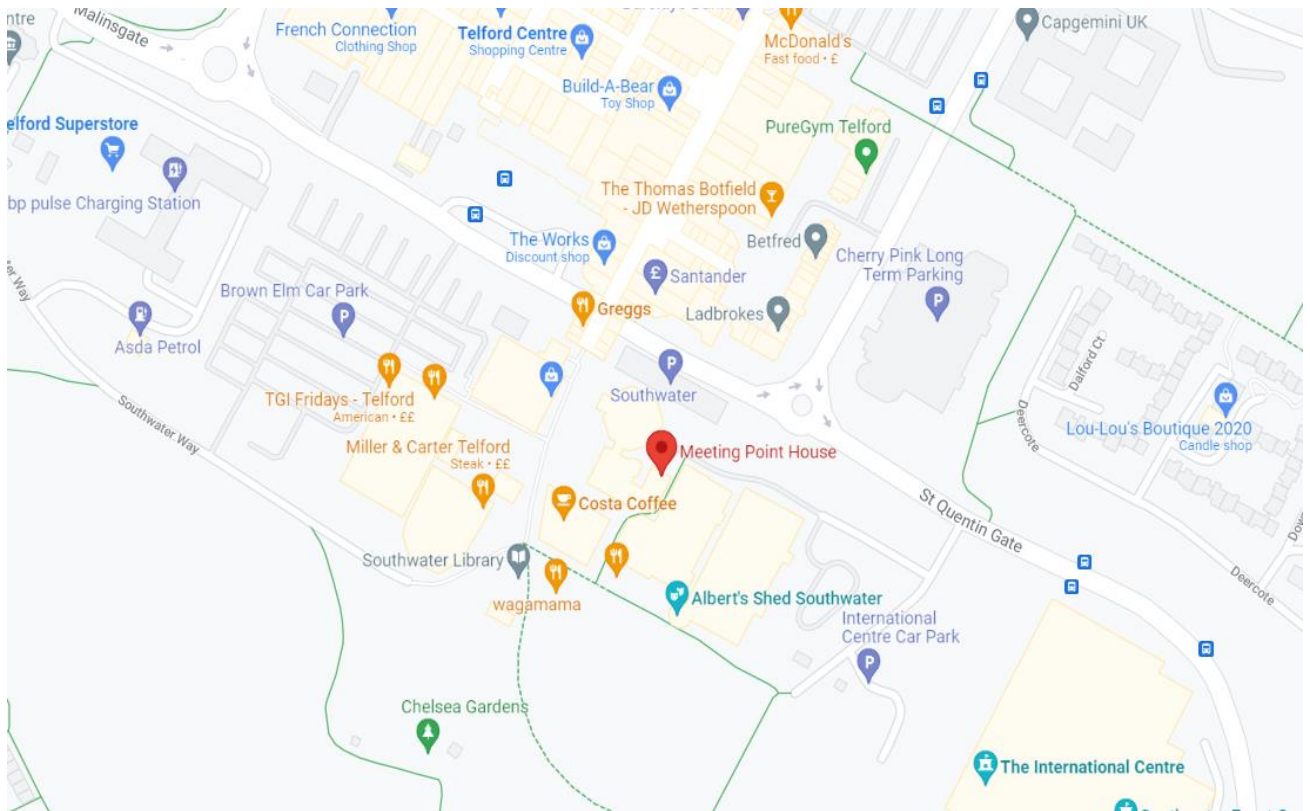 Malinsgate
French Connection
Clothing Shop
Telford Centre
Shopping Centre
McDonald's
Fast food • £
Capgemini UK
Build-A-Bear
Toy Shop
elford Superstore
PureGym Telford
bp pulse Charging Station
The Thomas Botfield
- JD Wetherspoon
The Works
Discount shop
Betfred
Cherry Pink Long
Term Parking
Santander
Brown Elm Car Park
Greggs
Ladbrokes
Asda Petrol
Southwater
Dalford Ct
Deercote
TGI Fridays - Telford
American • ££
Lou-Lou's Boutique 2020
Candle shop
Southwater Way
Miller & Carter Telford
Steak • ££
Meeting Point House
Costa Coffee
St Quentin Gate
Southwater Library
wagamama
Albert's Shed Southwater
Deercote
International
Centre Car Park
Chelsea Gardens
The International Centre